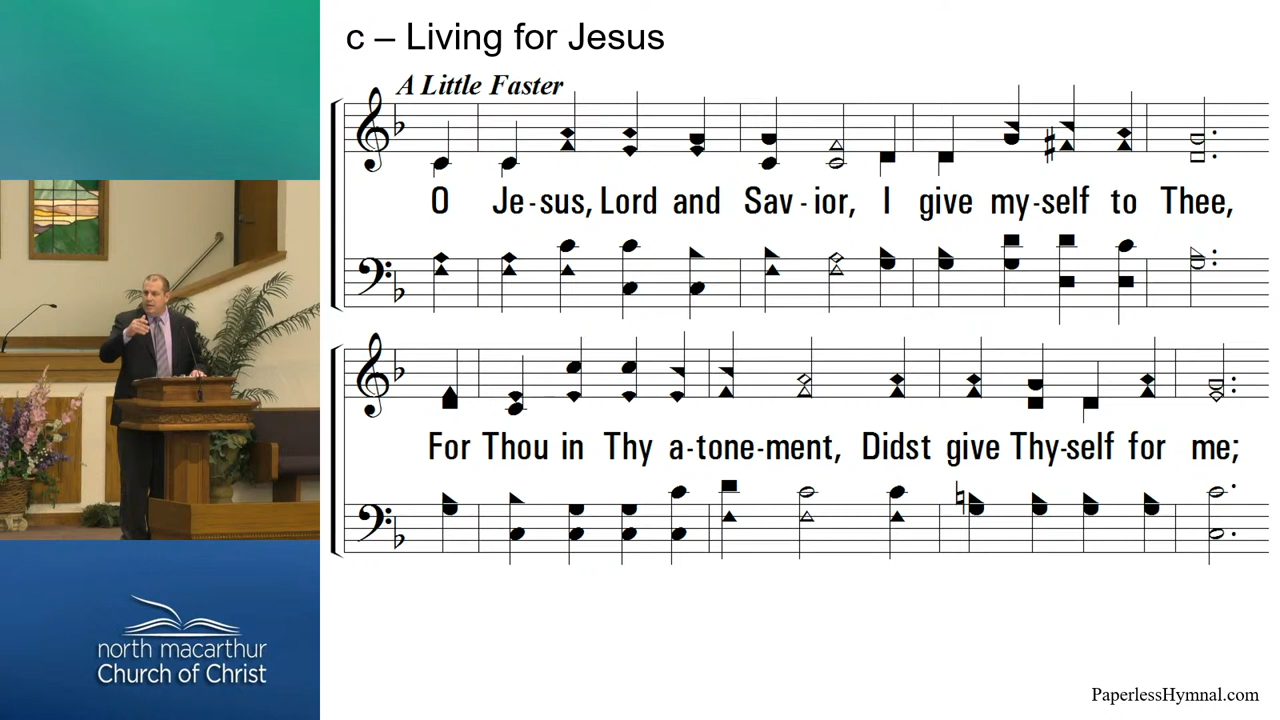 c – Living for Jesus
A Little Faster
O Je-sus, Lord and Sav-ior, I give my-self to Thee,
For Thou in Thy a-tone-ment, Didst give Thy-self for me;
north macarthur
Church of Christ
PaperlessHymnal.com